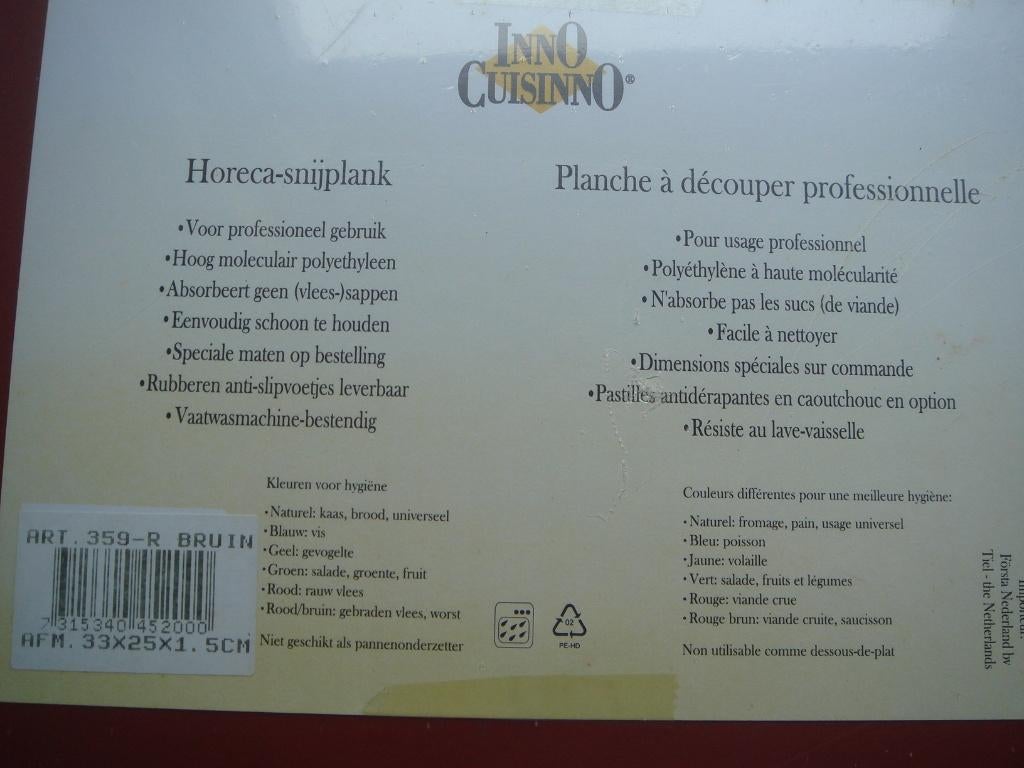 INNO
CUISINNO®
Horeca-snijplank
•Voor professioneel gebruik
•Hoog moleculair polyethyleen
•Absorbeert geen (vlees-)sappen
•Eenvoudig schoon te houden
•Speciale maten op bestelling
•Rubberen anti-slipvoetjes leverbaar
•Vaatwasmachine-bestendig
Planche à découper professionnelle
•Pour usage professionnel
•Polyéthylène à haute molécularité
•N'absorbe pas les sucs (de viande)
•Facile à nettoyer
•Dimensions spéciales sur commande
•Pastilles antidérapantes en caoutchouc en option
•Résiste au lave-vaisselle
Kleuren voor hygiëne
•Naturel: kaas, brood, universeel
•Blauw: vis
•Geel: gevogelte
•Groen: salade, groente, fruit
•Rood: rauw vlees
•Rood/bruin: gebraden vlees, worst
Niet geschikt als pannenonderzetter
Couleurs différentes pour une meilleure hygiène:
•Naturel: fromage, pain, usage universel
•Bleu: poisson
•Jaune: volaille
•Vert: salade, fruits et légumes
•Rouge: viande crue
•Rouge brun: viande cruite, saucisson
Non utilisable comme dessous-de-plat
ART.359-R BRUIN
7 315340 452000
AFM. 33X25X1.5CM
02
PE-HD
Importeur:
Första Nederland bv
Tiel - the Netherlands